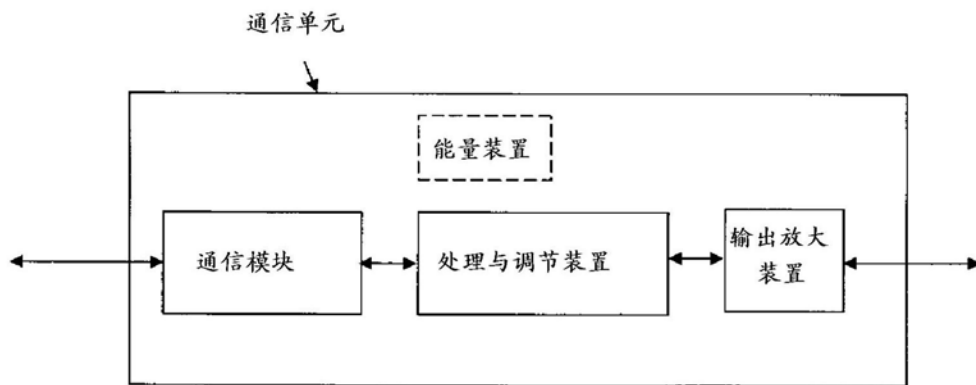 通信单元
能量装置
通信模块
处理与调节装置
输出放大
装置